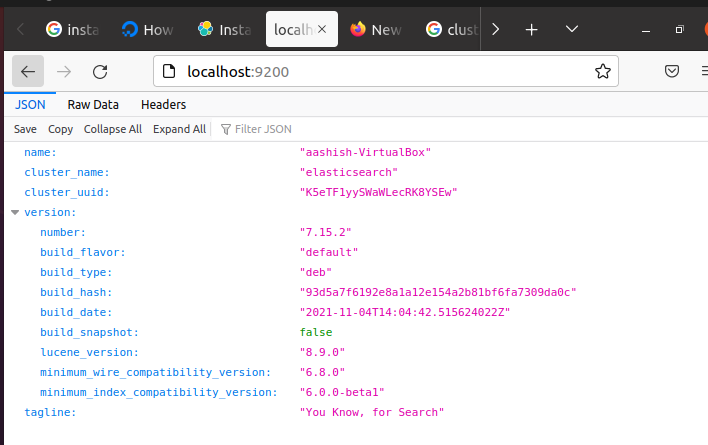 insta
How
Insta
localh
New
clust
localhost:9200
JSON Raw Data Headers
Save Copy Collapse All Expand All Filter JSON
name: "aashish-VirtualBox"
cluster_name: "elasticsearch"
cluster_uuid: "K5eTF1yySWaWLecRK8YSEw"
version:
number: "7.15.2"
build_flavor: "default"
build_type: "deb"
build_hash: "93d5a7f6192e8a1a12e154a2b81bf6fa7309da0c"
build_date: "2021-11-04T14:04:42.515624022Z"
build_snapshot: false
lucene_version: "8.9.0"
minimum_wire_compatibility_version: "6.8.0"
minimum_index_compatibility_version: "6.0.0-beta1"
tagline: "You Know, for Search"